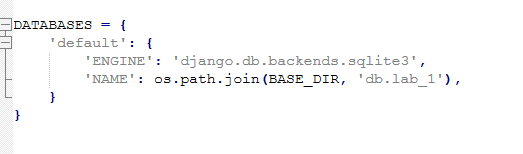 DATABASES = {
    'default': {
        'ENGINE': 'django.db.backends.sqlite3',
        'NAME': os.path.join(BASE_DIR, 'db.lab_1'),
    }
}